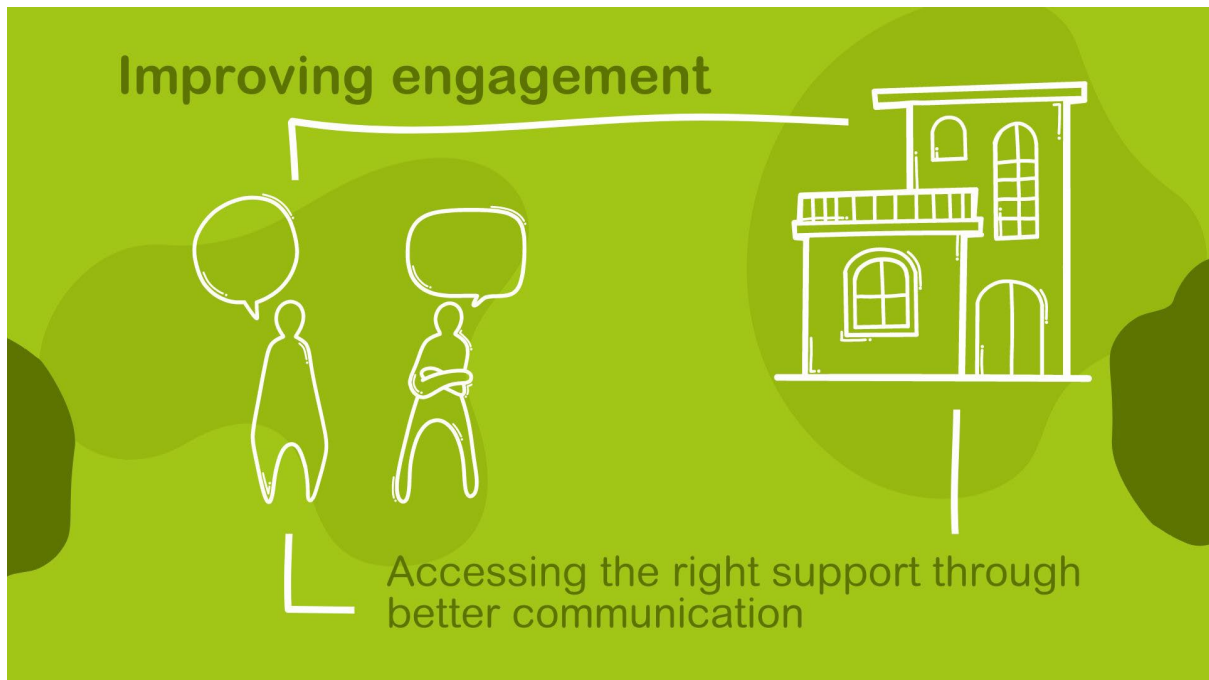 Improving engagement
Accessing the right support through
better communication